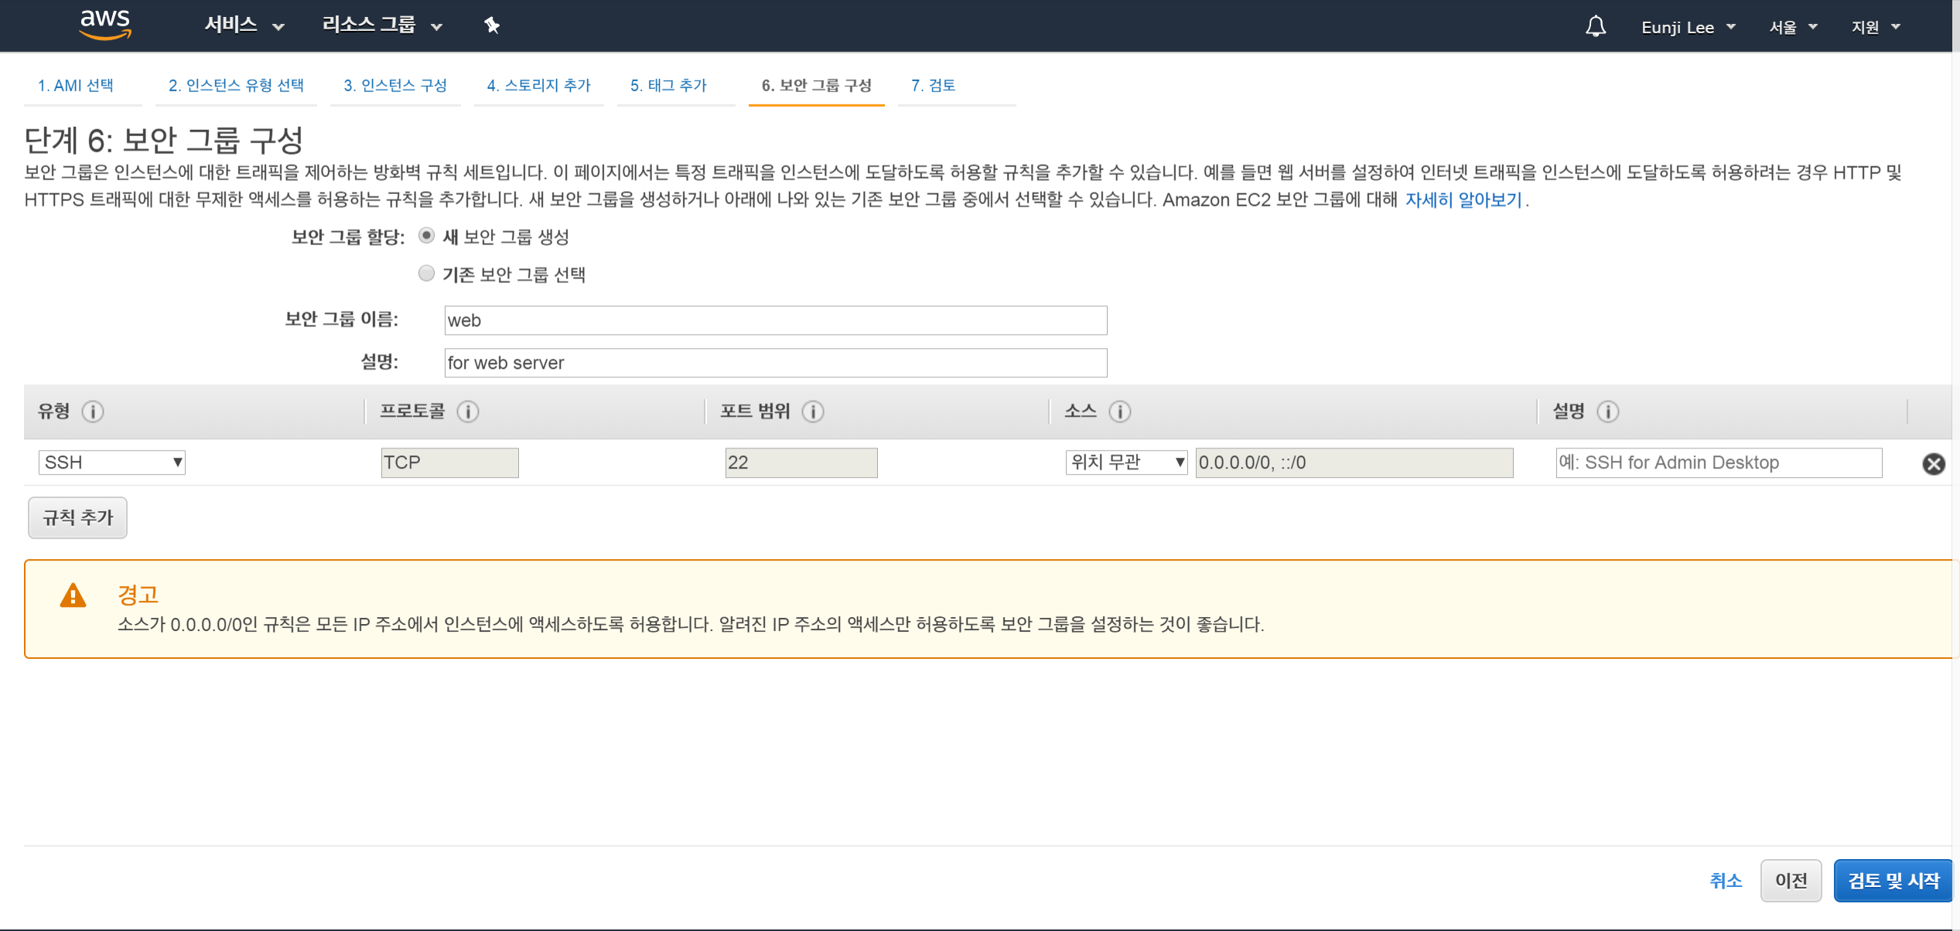 aws 서비스 리소스 그룹 Eunji Lee 서울 지원
1. AMI 선택 2. 인스턴스 유형 선택 3. 인스턴스 구성 4. 스토리지 추가 5. 태그 추가 6. 보안 그룹 구성 7. 검토
단계 6: 보안 그룹 구성
보안 그룹은 인스턴스에 대한 트래픽을 제어하는 방화벽 규칙 세트입니다. 이 페이지에서는 특정 트래픽을 인스턴스에 도달하도록 허용할 규칙을 추가할 수 있습니다. 예를 들면 웹 서버를 설정하여 인터넷 트래픽을 인스턴스에 도달하도록 허용하려는 경우 HTTP 및
HTTPS 트래픽에 대한 무제한 액세스를 허용하는 규칙을 추가합니다. 새 보안 그룹을 생성하거나 아래에 나와 있는 기존 보안 그룹 중에서 선택할 수 있습니다. Amazon EC2 보안 그룹에 대해 자세히 알아보기.
보안 그룹 할당: 새 보안 그룹 생성
기존 보안 그룹 선택
보안 그룹 이름: web
설명: for web server
유형 프로토콜 포트 범위 소스 설명
SSH TCP 22 위치 무관 0.0.0.0/0, ::/0 예: SSH for Admin Desktop
규칙 추가
경고
소스가 0.0.0.0/0인 규칙은 모든 IP 주소에서 인스턴스에 액세스하도록 허용합니다. 알려진 IP 주소의 액세스만 허용하도록 보안 그룹을 설정하는 것이 좋습니다.
취소 이전 검토 및 시작